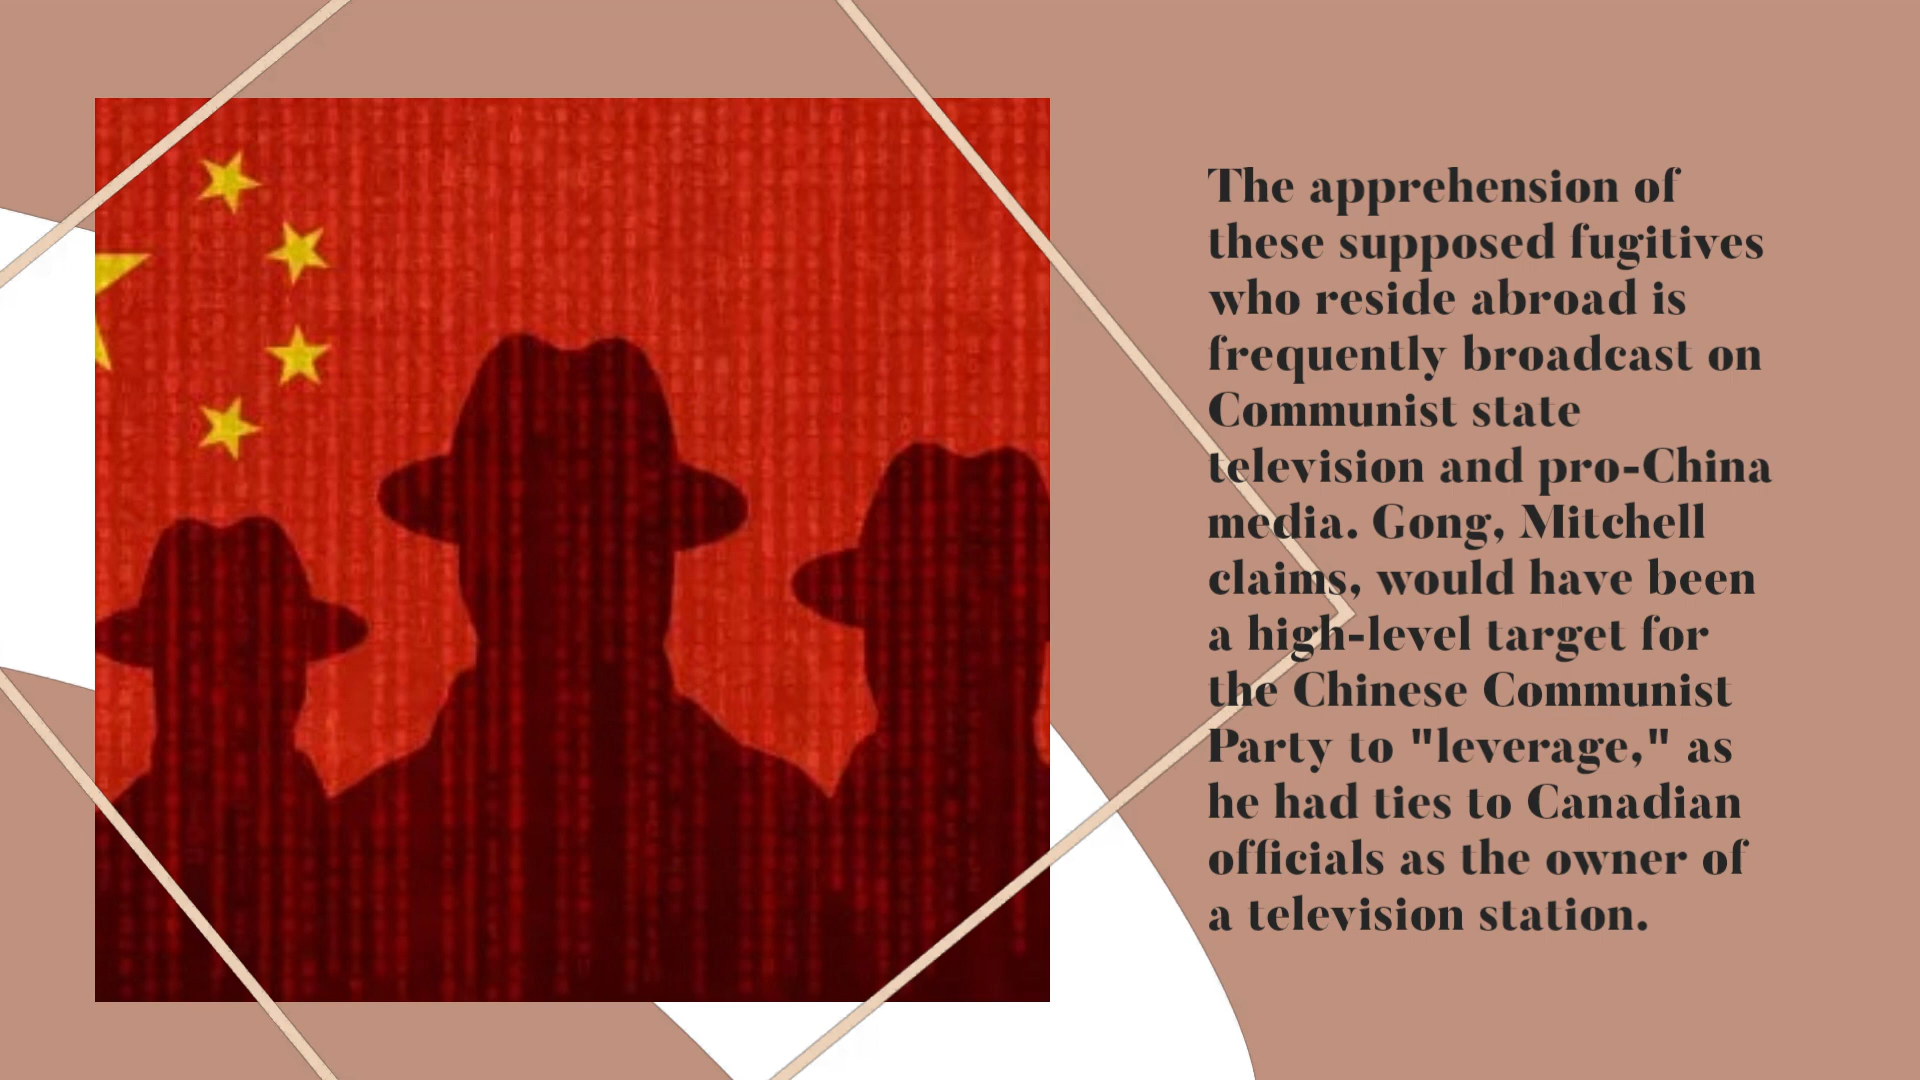 The apprehension of
these supposed fugitives
who reside abroad is
frequently broadcast on
Communist state
television and pro-China
media. Gong, Mitchell
claims, would have been
a high-level target for
the Chinese Communist
Party to "leverage," as
he had ties to Canadian
officials as the owner of
a television station.